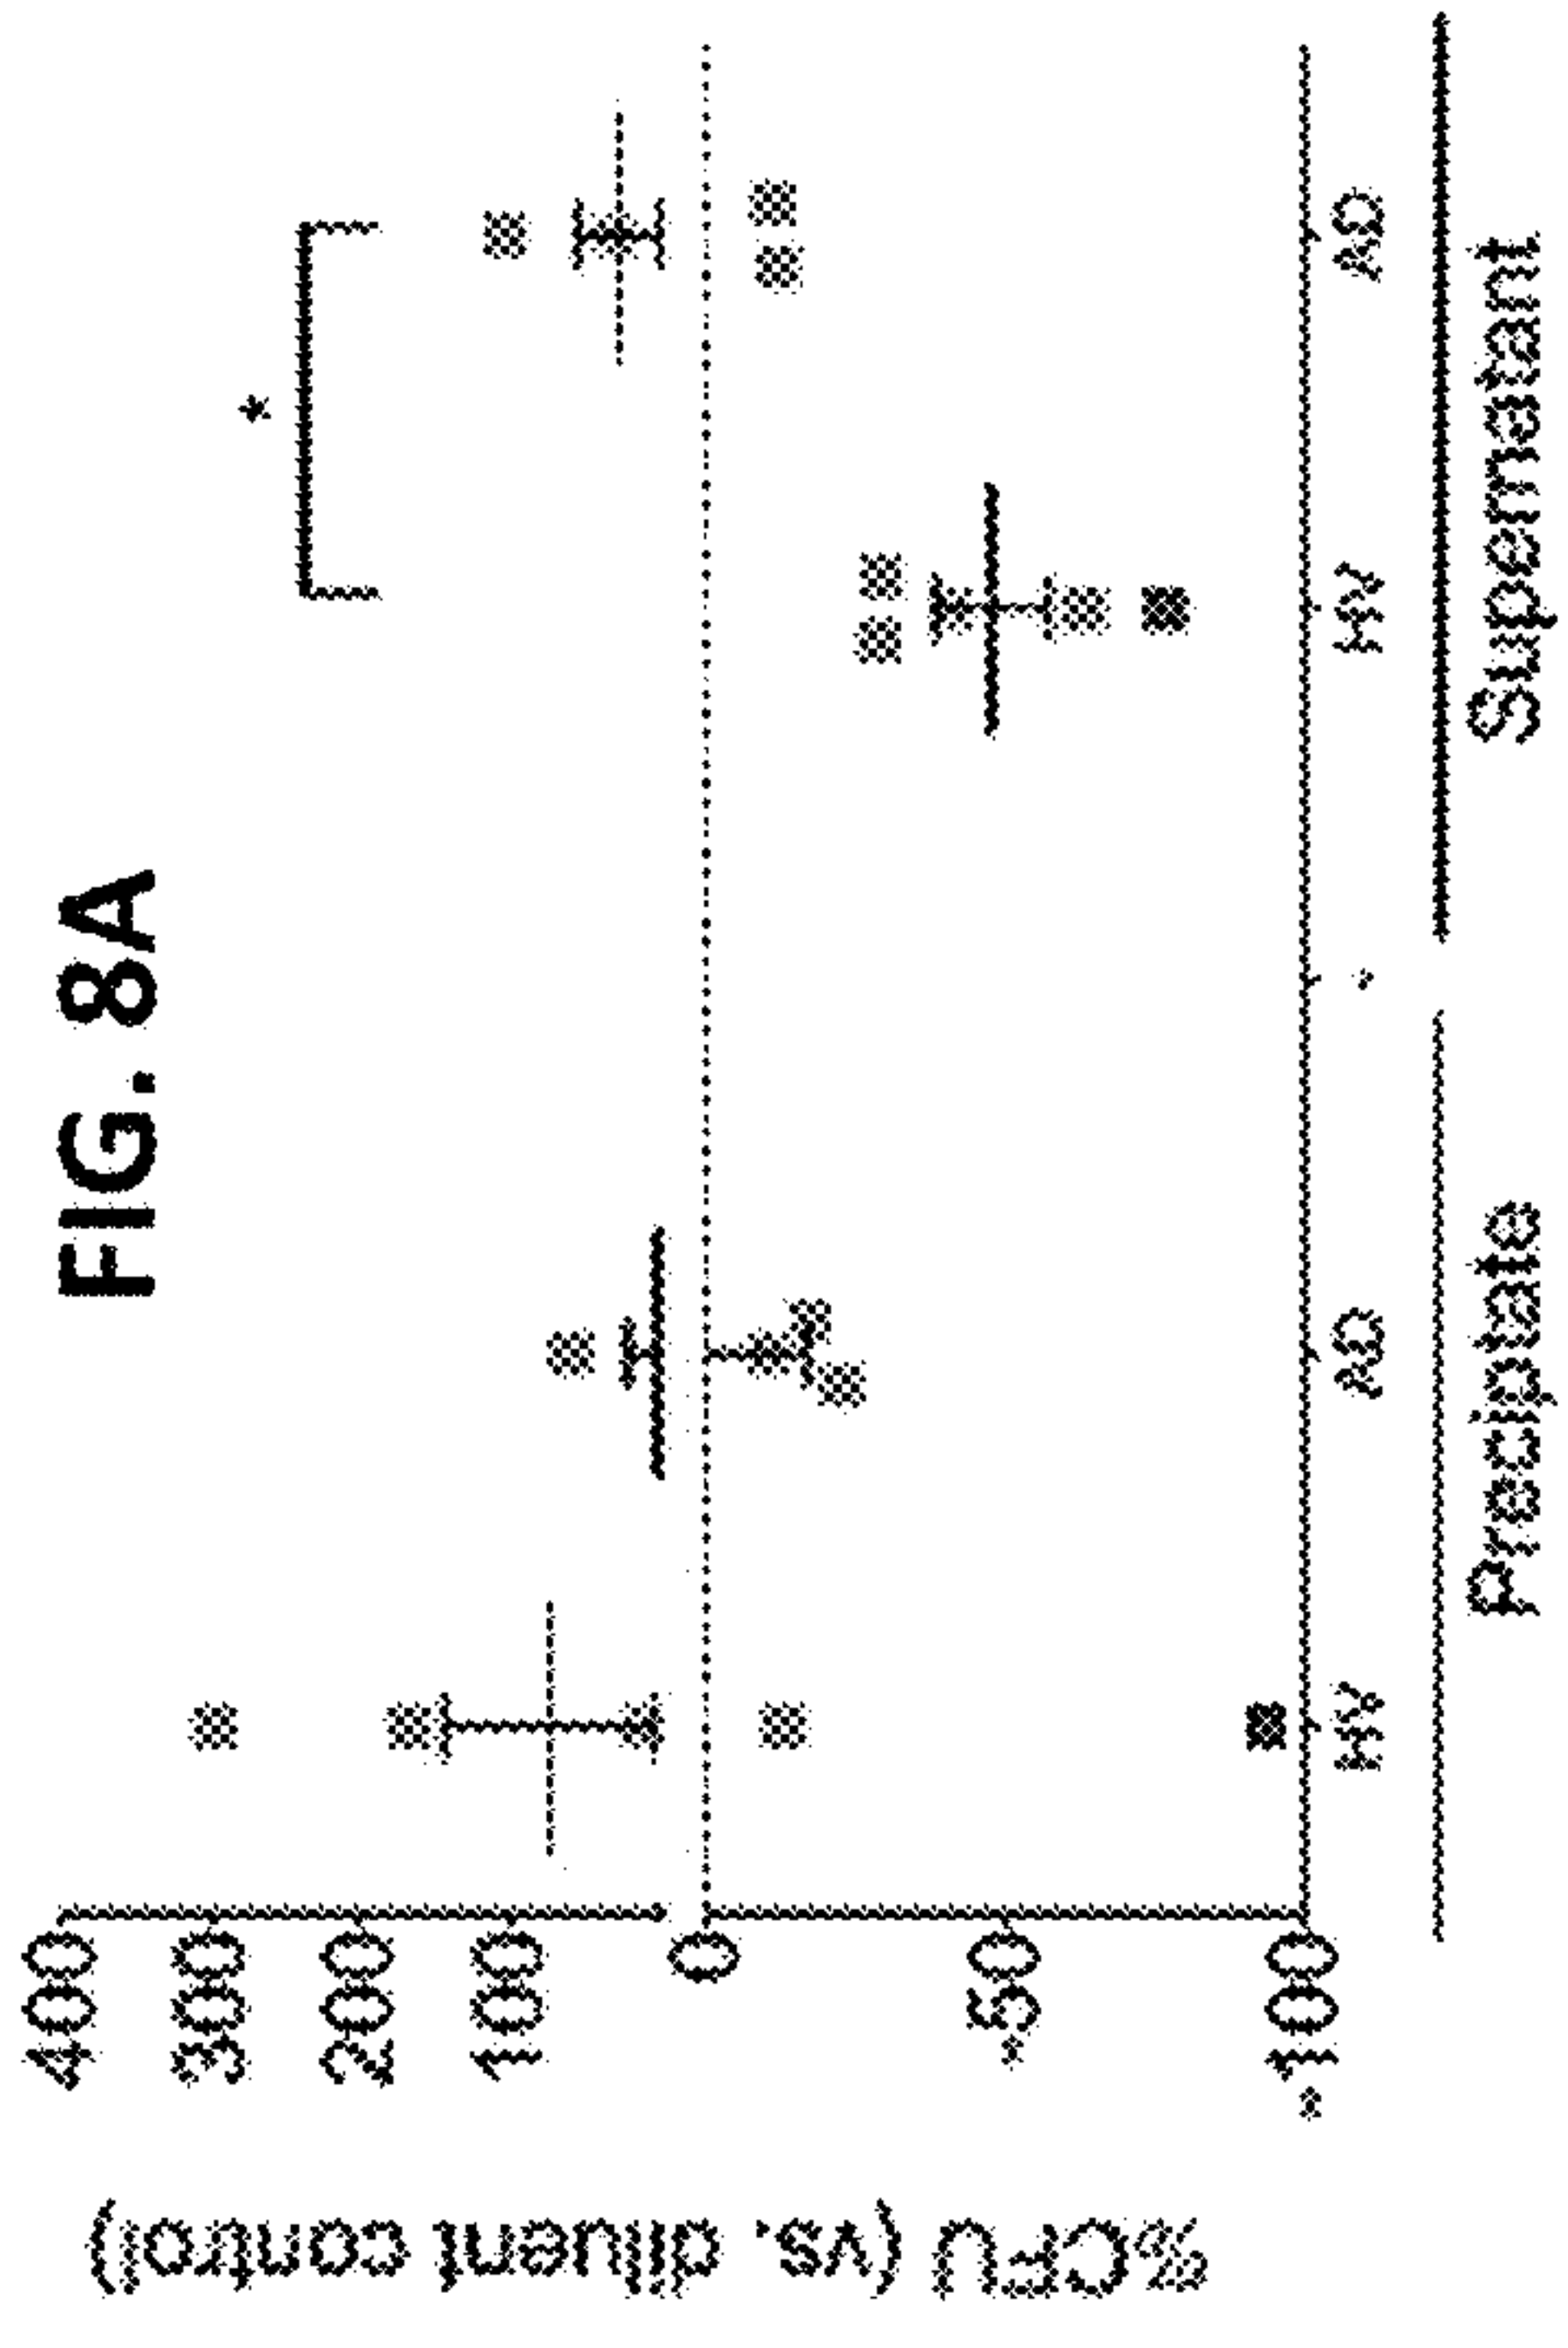 FIG. 8A
%CFU (vs. diluent control)
400
300
200
100
0
-50
-100
*
HV
AD
HV
AD
Precipitate
Supernatant